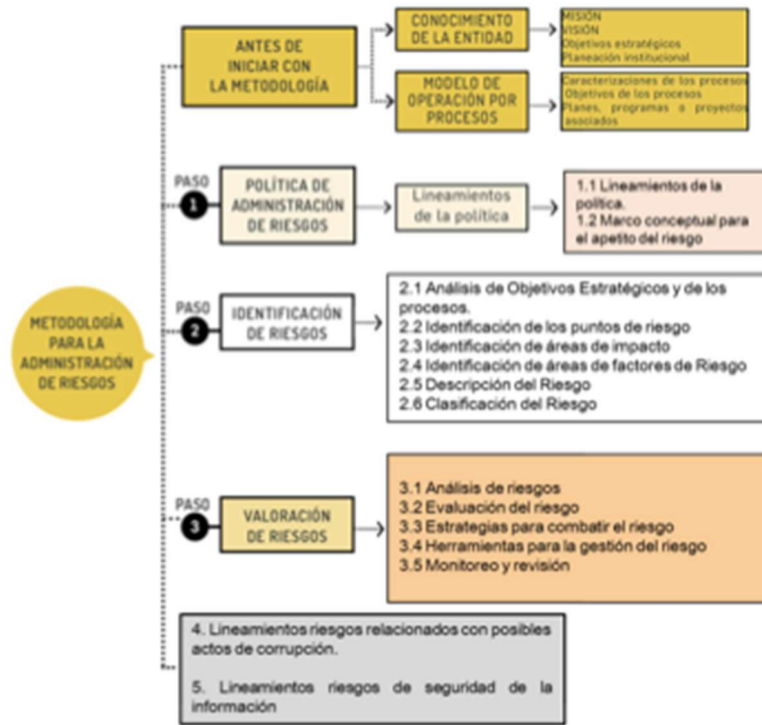 METODOLOGÍA
PARA LA
ADMINISTRACIÓN
DE RIESGOS
ANTES DE
INICIAR CON
LA METODOLOGÍA
CONOCIMIENTO
DE LA ENTIDAD
MISIÓN
VISIÓN
Objetivos estratégicos
Planeación institucional
MODELO DE
OPERACIÓN POR
PROCESOS
Caracterizaciones de los procesos
Objetivos de los procesos
Planes, programas o proyectos
asociados
PASO
1
POLÍTICA DE
ADMINISTRACIÓN
DE RIESGOS
Lineamientos
de la política
1.1 Lineamientos de la
política.
1.2 Marco conceptual para
el apetito del riesgo
PASO
2
IDENTIFICACIÓN
DE RIESGOS
2.1 Análisis de Objetivos Estratégicos y de los
procesos.
2.2 Identificación de los puntos de riesgo
2.3 Identificación de áreas de impacto
2.4 Identificación de áreas de factores de Riesgo
2.5 Descripción del Riesgo
2.6 Clasificación del Riesgo
PASO
3
VALORACIÓN
DE RIESGOS
3.1 Análisis de riesgos
3.2 Evaluación del riesgo
3.3 Estrategias para combatir el riesgo
3.4 Herramientas para la gestión del riesgo
3.5 Monitoreo y revisión
4. Lineamientos riesgos relacionados con posibles
actos de corrupción.
5. Lineamientos riesgos de seguridad de la
información